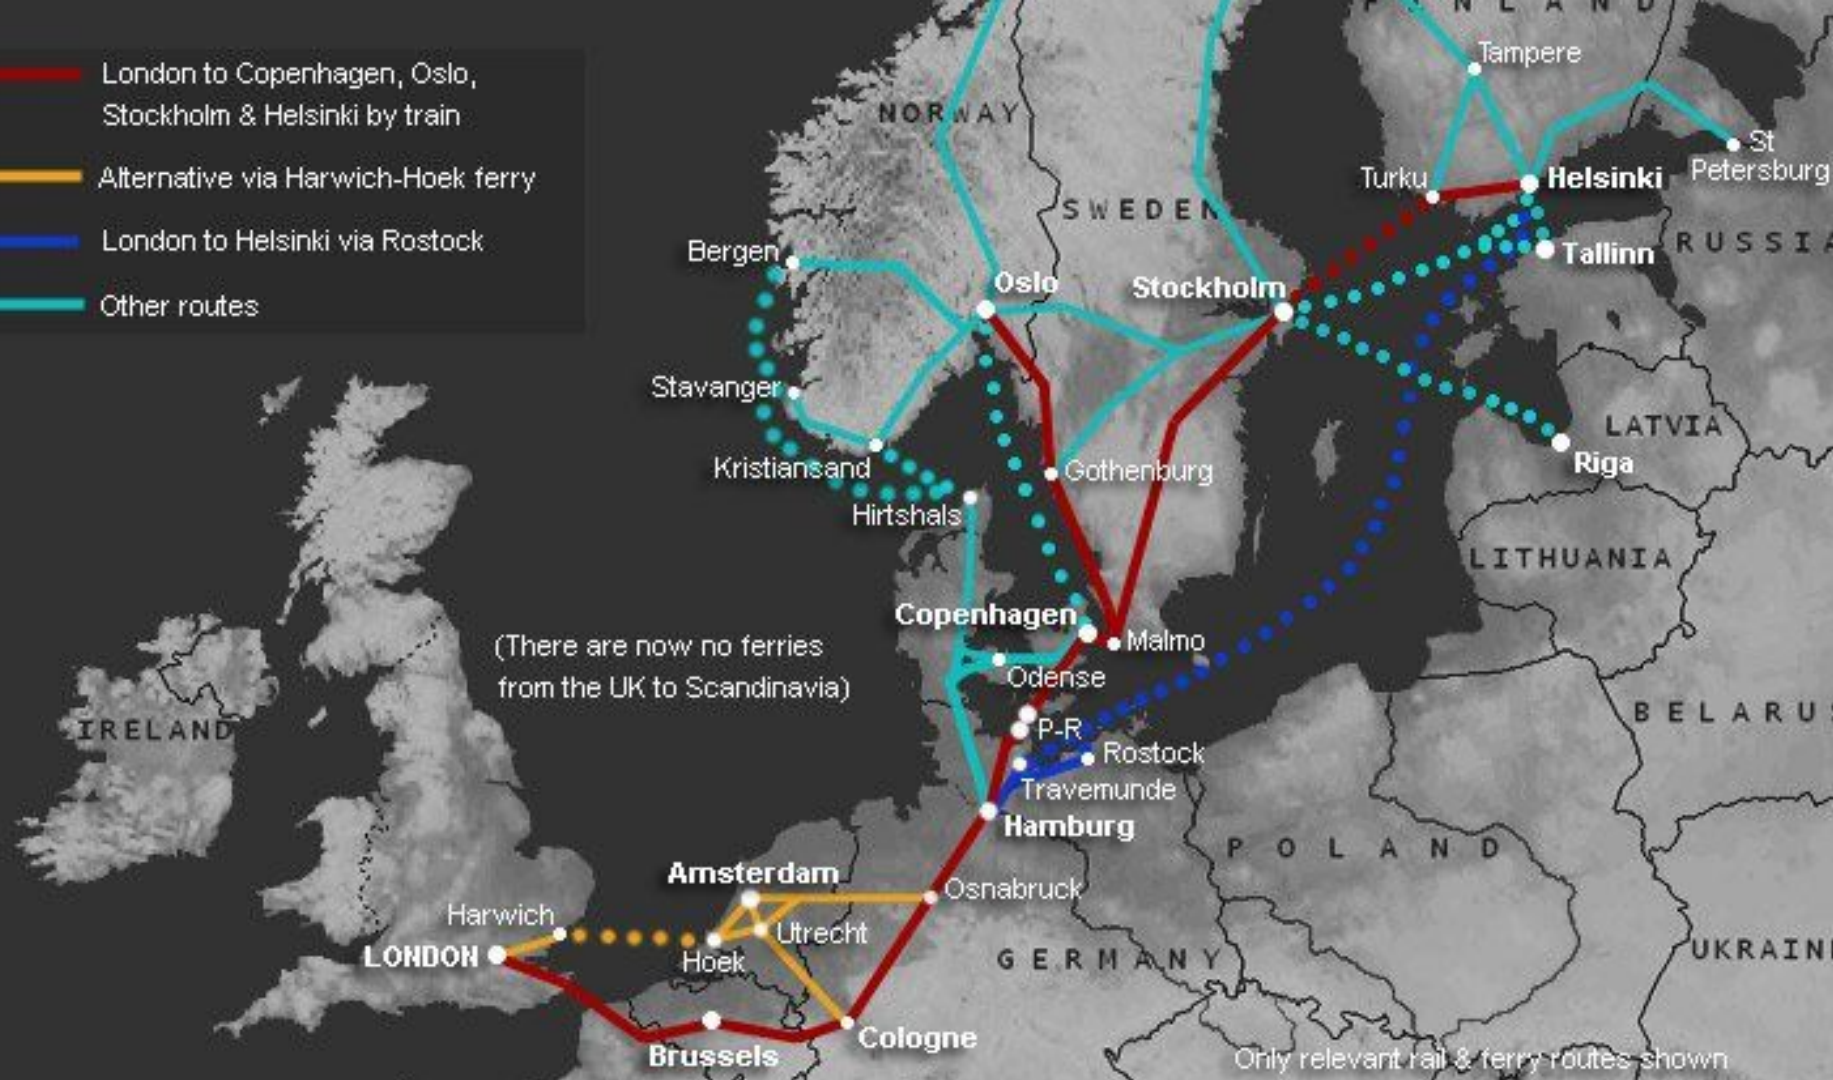 London to Copenhagen, Oslo,
Stockholm & Helsinki by train
Alternative via Harwich-Hoek ferry
London to Helsinki via Rostock
Other routes
Tampere
NORWAY
St
Petersburg
Turku
Helsinki
SWEDEN
RUSSIA
Bergen
Tallinn
Oslo
Stockholm
Stavanger
LATVIA
Riga
Kristiansand
Gothenburg
Hirtshals
LITHUANIA
Copenhagen
Malmo
(There are now no ferries
from the UK to Scandinavia)
Odense
IRELAND
BELARUS
P-R
Rostock
Travemunde
Hamburg
POLAND
Amsterdam
Osnabruck
Harwich
Utrecht
LONDON
Hoek
GERMANY
UKRAIN
Cologne
Brussels
Only relevant rail & ferry routes shown